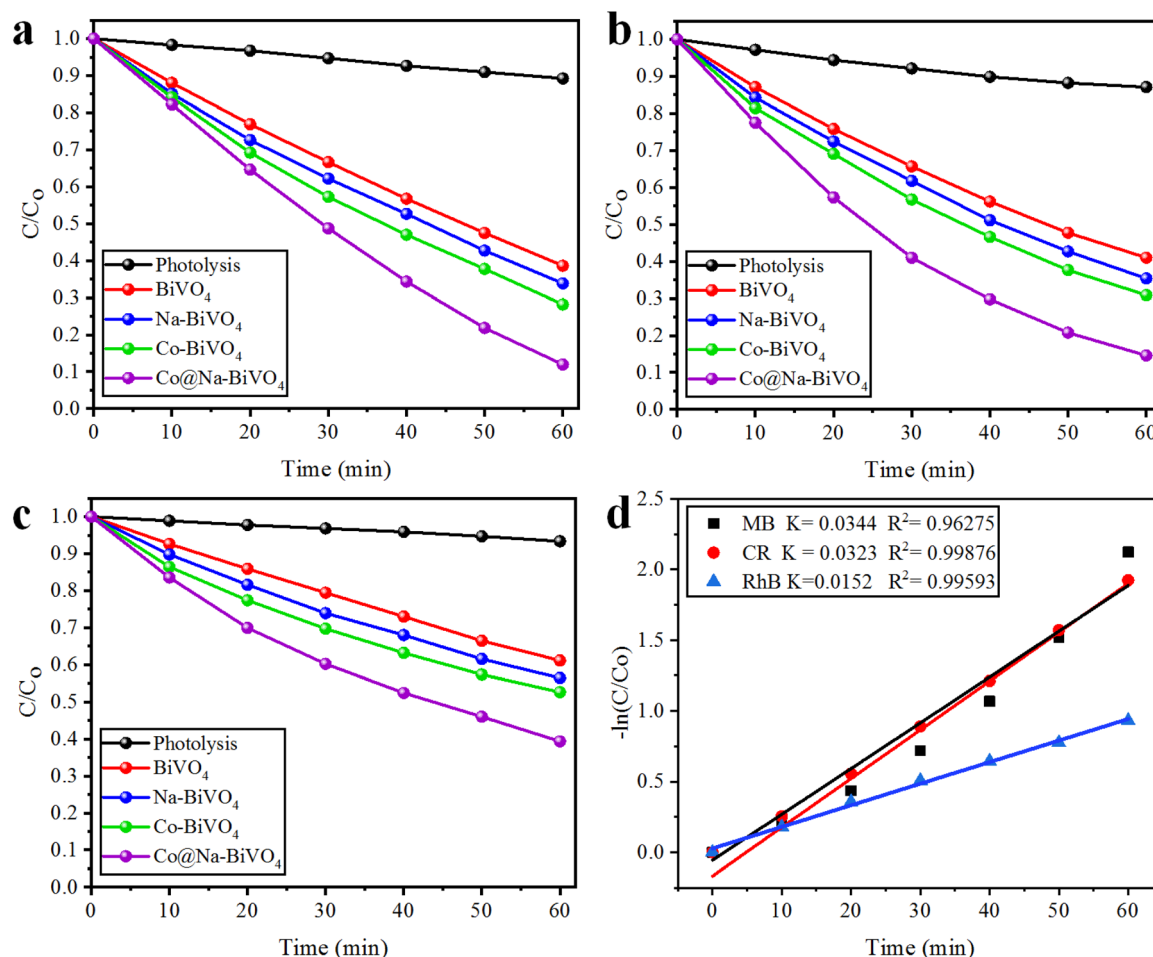 a
1.0
0.9
0.8
0.7
0.6
0.5
0.4
0.3
0.2
0.1
0.0
C/Co
Photolysis
BiVO4
Na-BiVO4
Co-BiVO4
Co@Na-BiVO4
0 10 20 30 40 50 60
Time (min)
b
1.0
0.9
0.8
0.7
0.6
0.5
0.4
0.3
0.2
0.1
0.0
C/Co
Photolysis
BiVO4
Na-BiVO4
Co-BiVO4
Co@Na-BiVO4
0 10 20 30 40 50 60
Time (min)
c
1.0
0.9
0.8
0.7
0.6
0.5
0.4
0.3
0.2
0.1
0.0
C/Co
Photolysis
BiVO4
Na-BiVO4
Co-BiVO4
Co@Na-BiVO4
0 10 20 30 40 50 60
Time (min)
d
2.5
2.0
1.5
1.0
0.5
0.0
-ln(C/Co)
MB K= 0.0344 R²= 0.96275
CR K= 0.0323 R²= 0.99876
RhB K=0.0152 R²= 0.99593
0 10 20 30 40 50 60
Time (min)